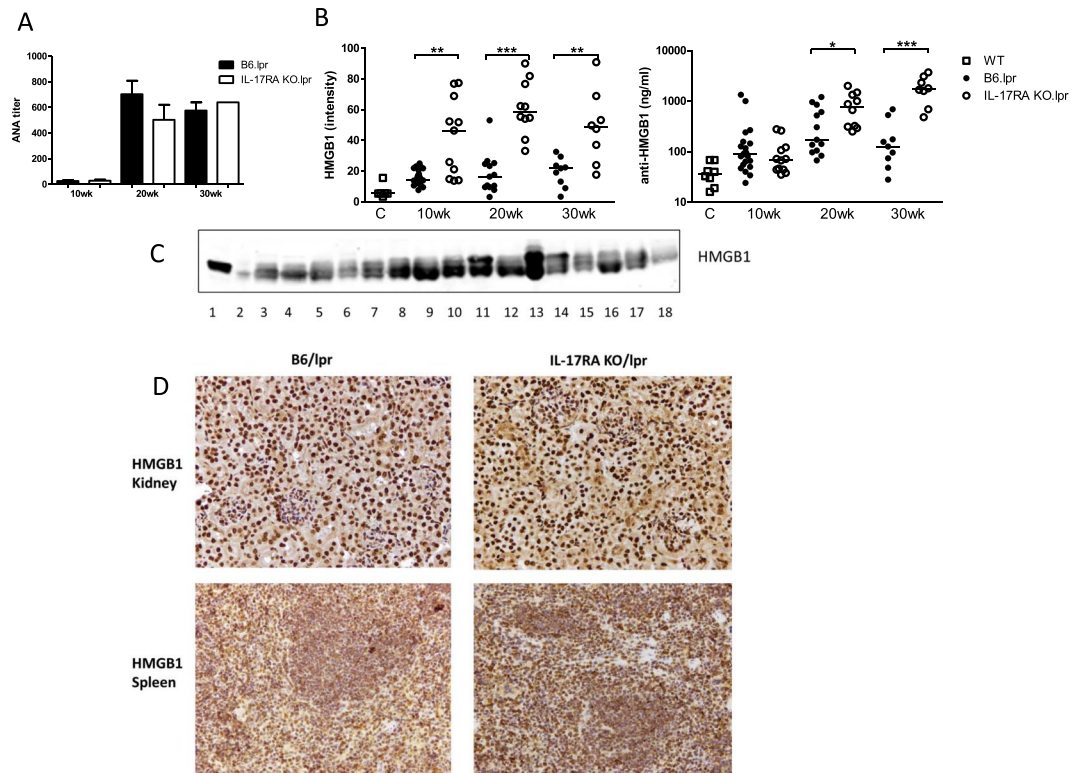 A
B
1000
800
600
400
200
0
ANA titer
10wk
20wk
30wk
B6.lpr
IL-17RA KO.lpr
100
80
60
40
20
0
HMGB1 (intensity)
** *** **
C 10wk 20wk 30wk
10000
1000
100
10
anti-HMGB1 (ng/ml)
* ***
C 10wk 20wk 30wk
WT
B6.lpr
IL-17RA KO.lpr
C
HMGB1
1 2 3 4 5 6 7 8 9 10 11 12 13 14 15 16 17 18
B6/lpr IL-17RA KO/lpr
D
HMGB1
Kidney
HMGB1
Spleen